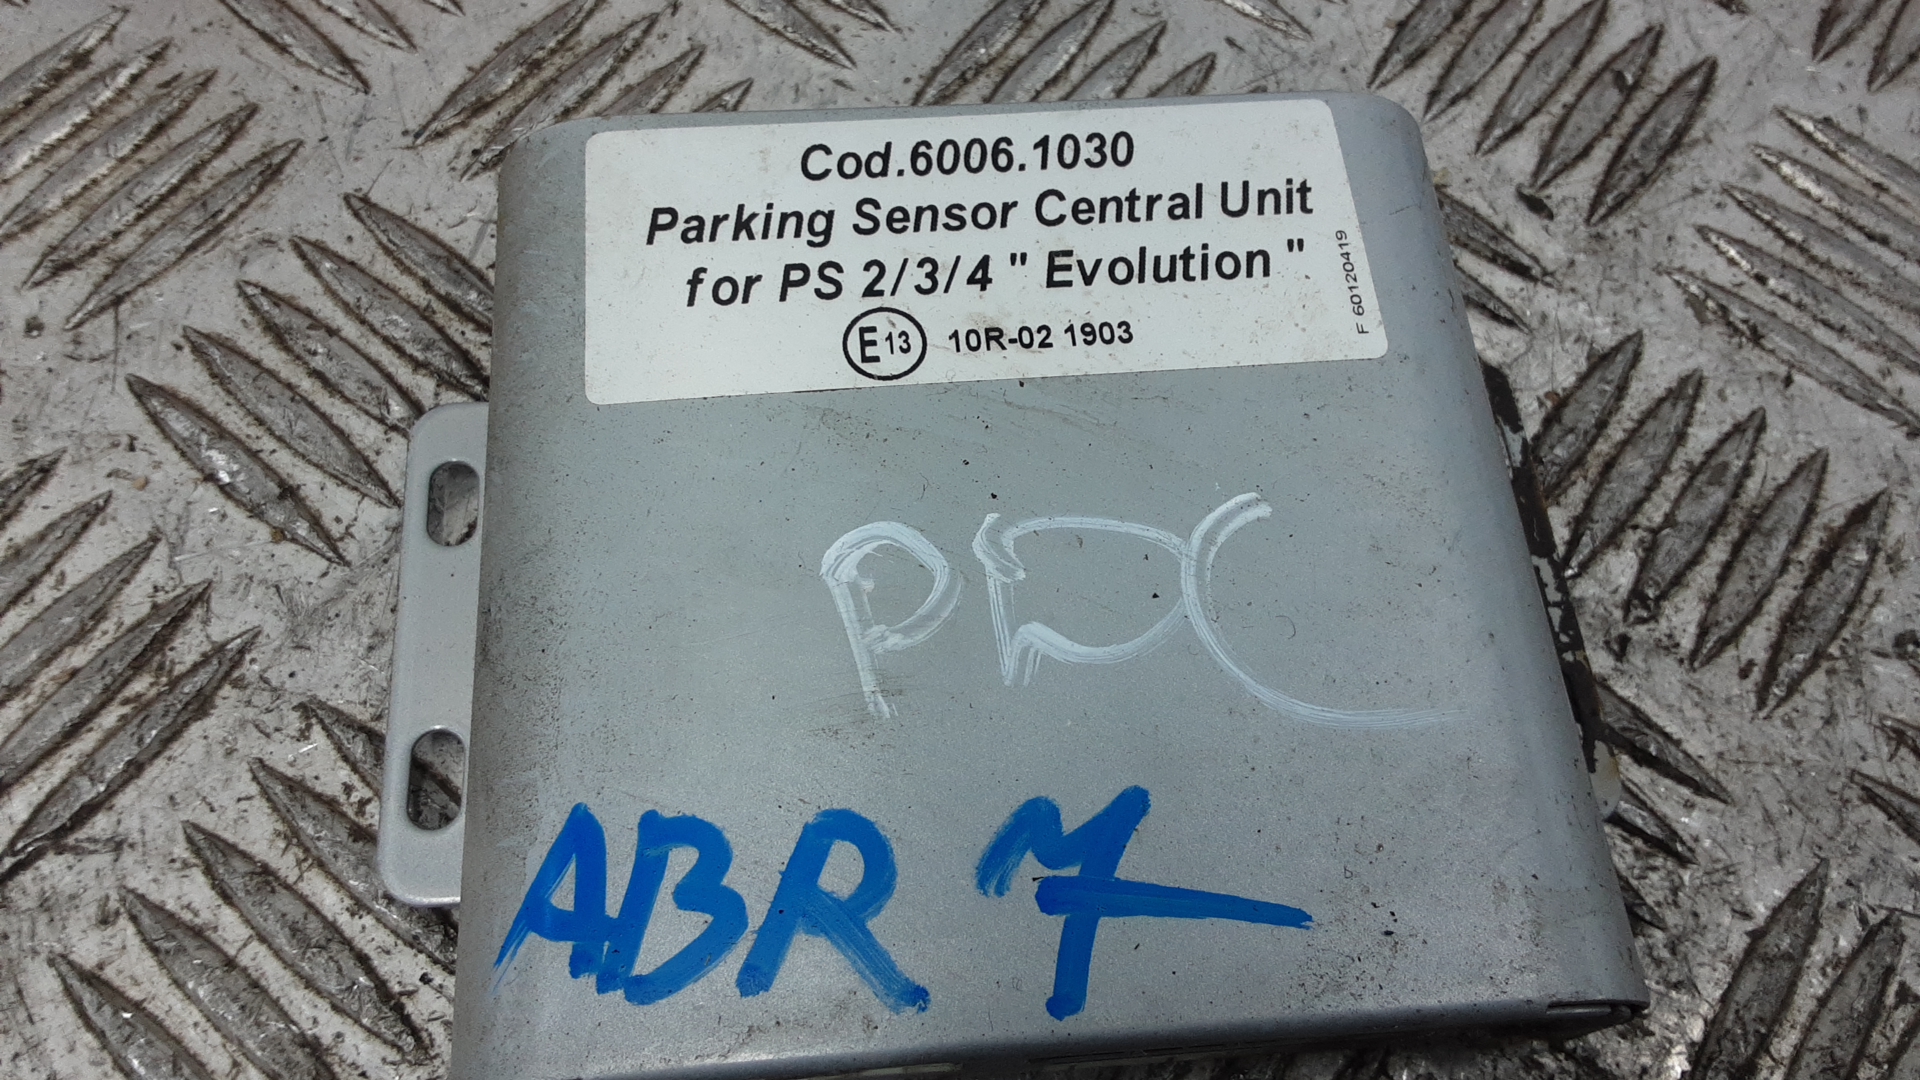 Cod.6006.1030
Parking Sensor Central Unit
for PS 2/3/4 " Evolution "
E13 10R-02 1903
F 60120419
PDC
ABR 7